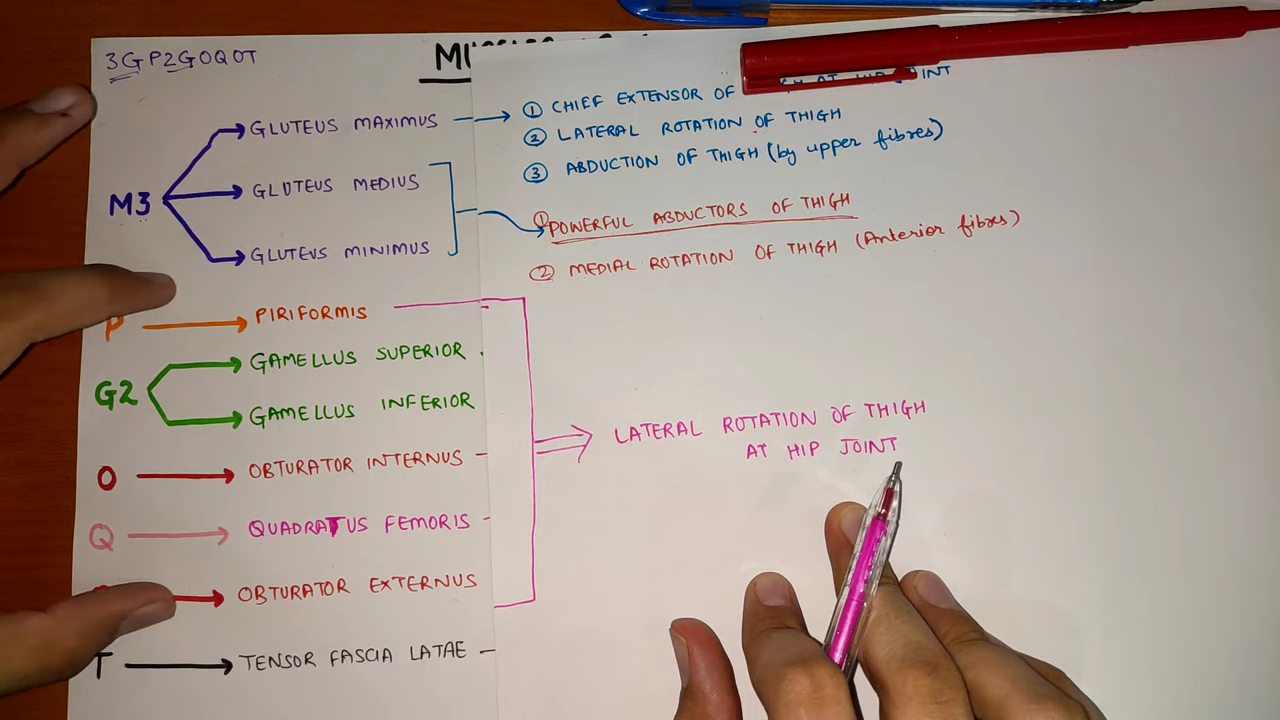 3GP2GOQOT
GLUTEUS MAXIMUS
① CHIEF EXTENSOR OF
② LATERAL ROTATION OF THIGH
③ ABDUCTION OF THIGH (by upper fibres)
M3
GLUTEUS MEDIUS
GLUTEUS MINIMUS
① POWERFUL ABDUCTORS OF THIGH
② MEDIAL ROTATION OF THIGH (Anterior fibres)
P PIRIFORMIS
G2
GAMELLUS SUPERIOR
GAMELLUS INFERIOR
LATERAL ROTATION OF THIGH
AT HIP JOINT
O OBTURATOR INTERNUS
Q QUADRATUS FEMORIS
OBTURATOR EXTERNUS
T TENSOR FASCIA LATAE